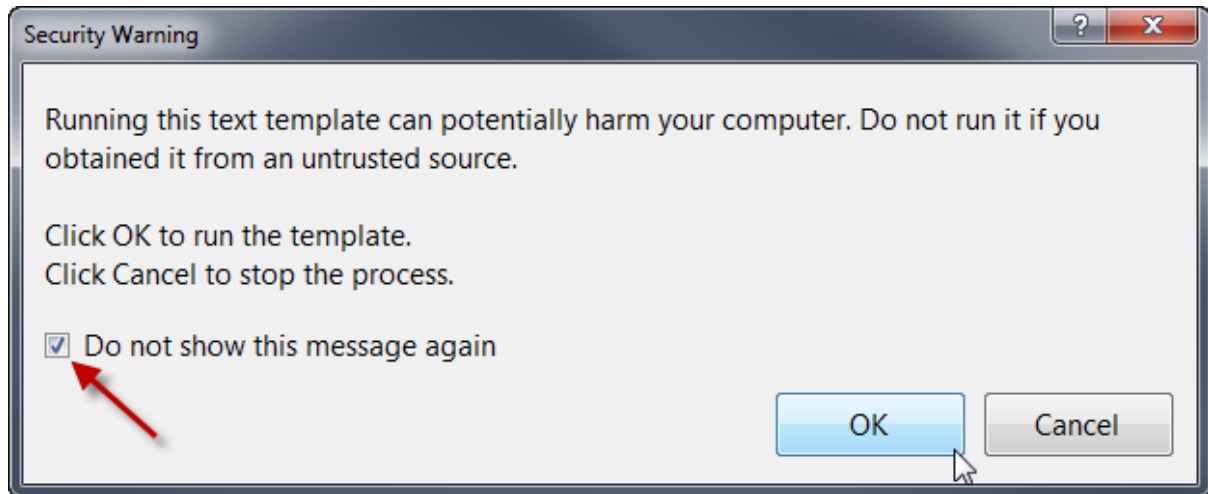 Security Warning
Running this text template can potentially harm your computer. Do not run it if you
obtained it from an untrusted source.
Click OK to run the template.
Click Cancel to stop the process.
Do not show this message again
OK
Cancel